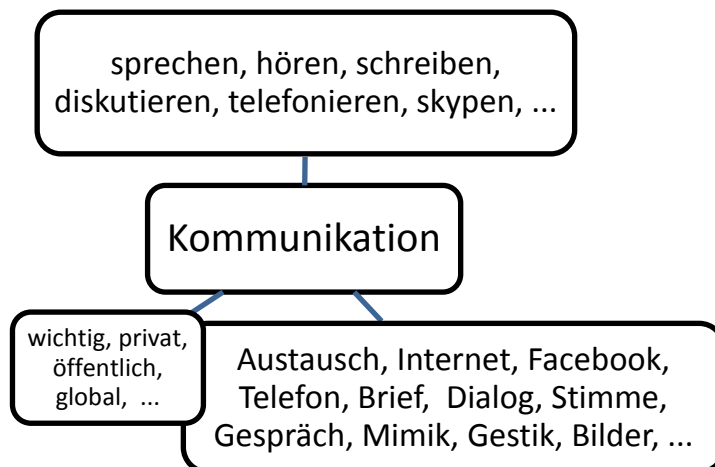 sprechen, hören, schreiben,
diskutieren, telefonieren, skypen, ...
Kommunikation
wichtig, privat,
öffentlich,
global, ...
Austausch, Internet, Facebook,
Telefon, Brief, Dialog, Stimme,
Gespräch, Mimik, Gestik, Bilder, ...